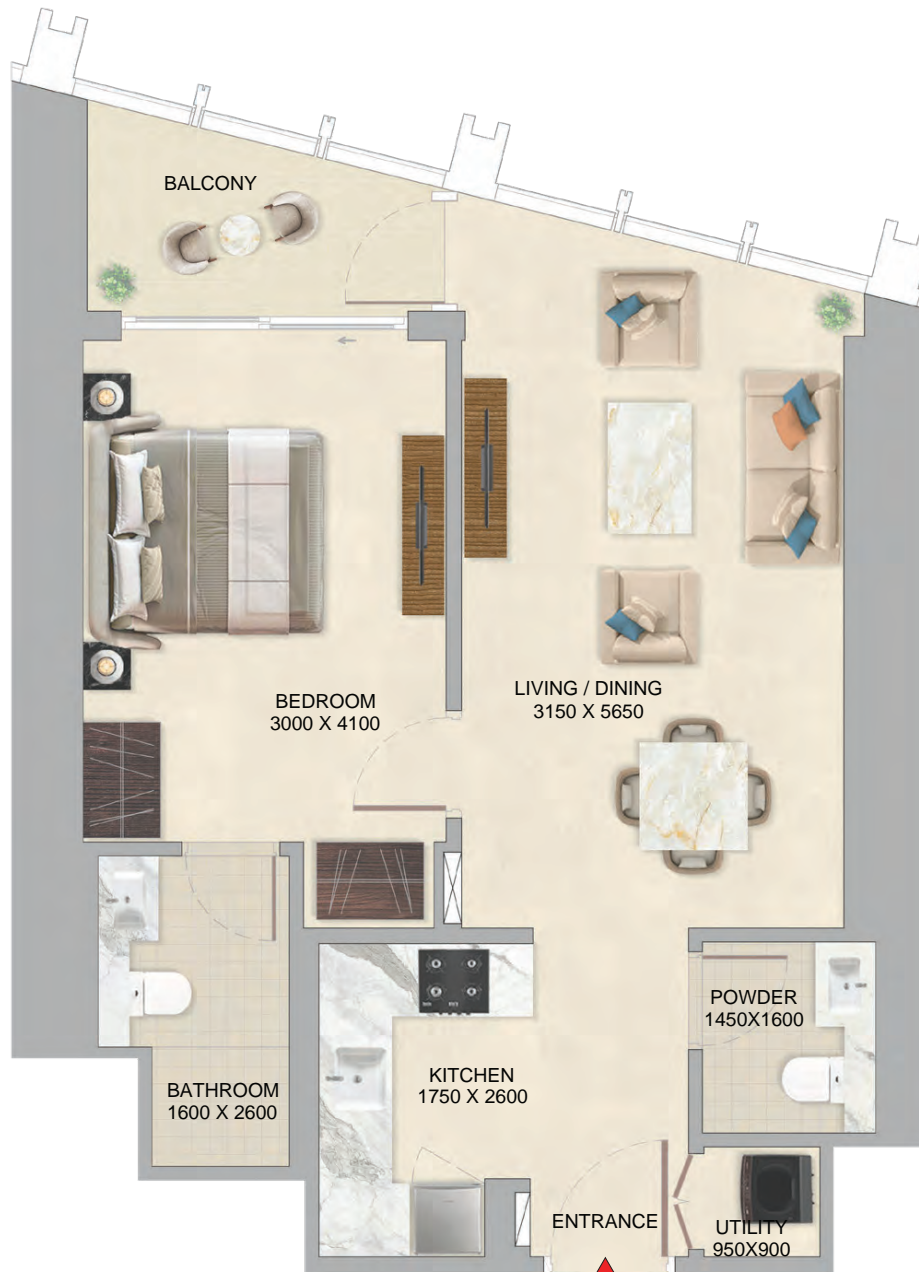 BALCONY
BEDROOM
3000 X 4100
LIVING / DINING
3150 X 5650
POWDER
1450X1600
KITCHEN
1750 X 2600
BATHROOM
1600 X 2600
ENTRANCE
UTILITY
950X900